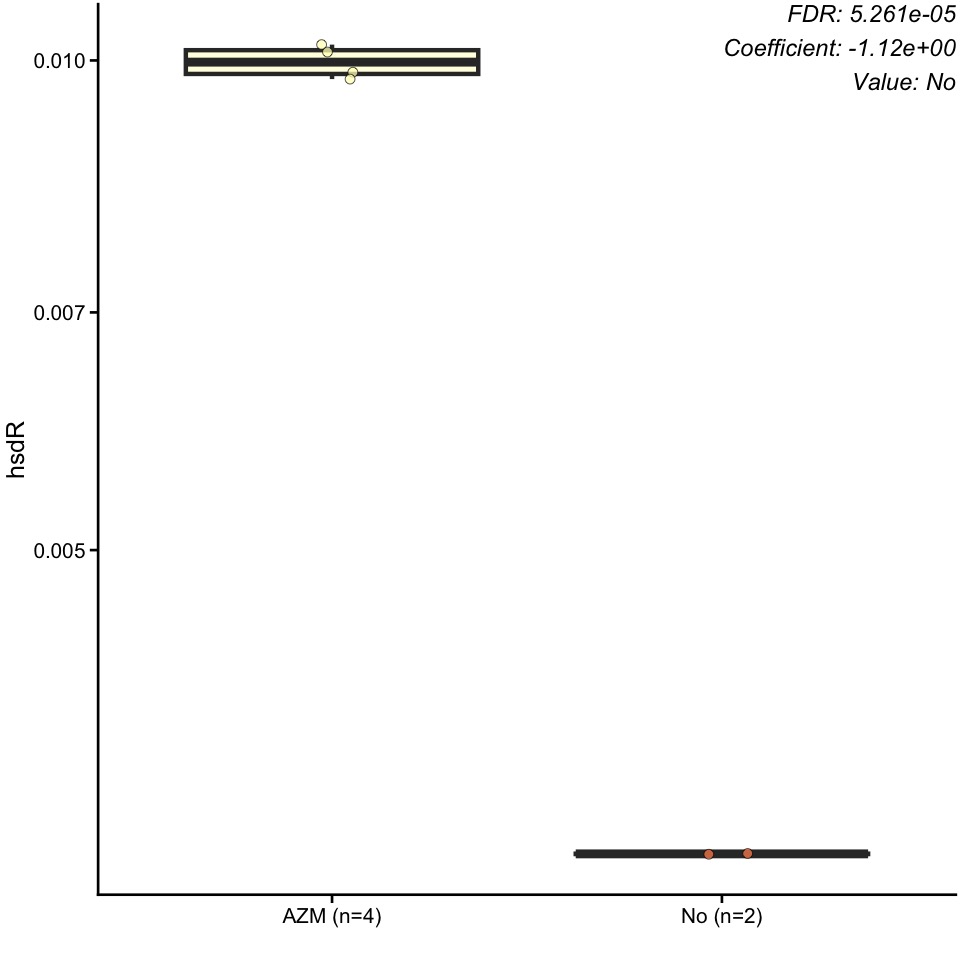 FDR: 5.261e-05
Coefficient: -1.12e+00
Value: No
0.010
0.007
0.005
hsdR
AZM (n=4)
No (n=2)